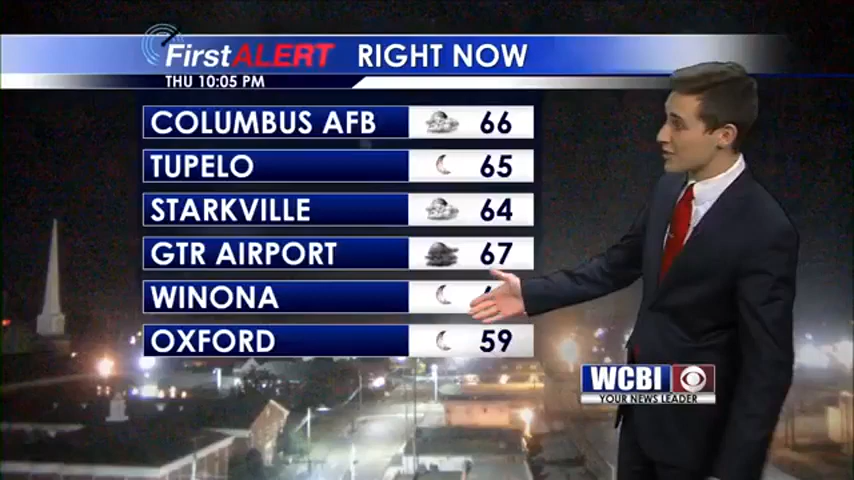 FirstALERT RIGHT NOW
THU 10:05 PM
COLUMBUS AFB 66
TUPELO 65
STARKVILLE 64
GTR AIRPORT 67
WINONA
OXFORD 59
WCBI
YOUR NEWS LEADER